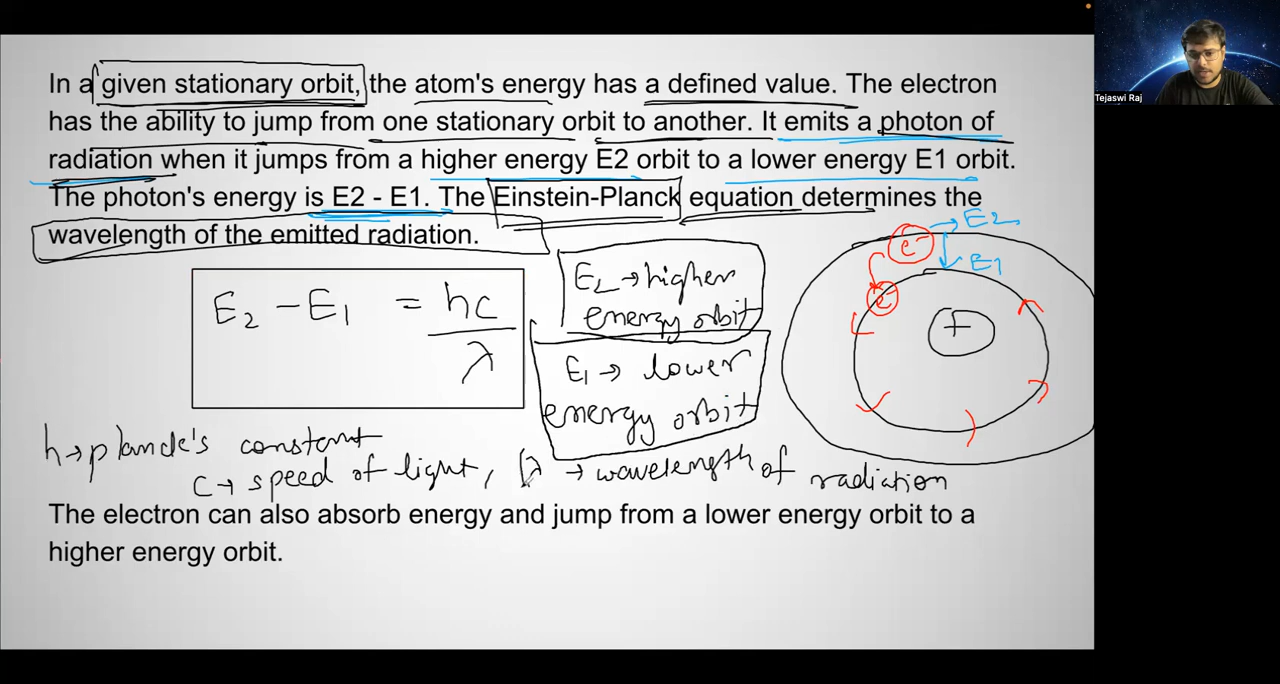 In a given stationary orbit, the atom's energy has a defined value. The electron
has the ability to jump from one stationary orbit to another. It emits a photon of
radiation when it jumps from a higher energy E2 orbit to a lower energy E1 orbit.
The photon's energy is E2 - E1. The Einstein-Planck equation determines the
wavelength of the emitted radiation.
E₂ - E₁ = hc
λ
E₂ → higher
energy orbit
E₁ → lower
energy orbit
e⁻ → E2
E1
e⁻
+
h → planck's constant
c → speed of light, λ → wavelength of radiation
The electron can also absorb energy and jump from a lower energy orbit to a
higher energy orbit.
Tejaswi Raj